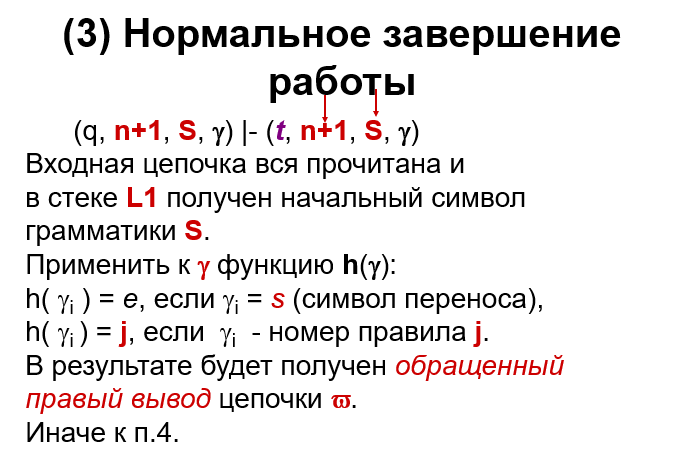 (3) Нормальное завершение
работы
(q, n+1, S, γ) |- (t, n+1, S, γ)
Входная цепочка вся прочитана и
в стеке L1 получен начальный символ
грамматики S.
Применить к γ функцию h(γ):
h( γi ) = e, если γi = s (символ переноса),
h( γi ) = j, если γi - номер правила j.
В результате будет получен обращенный
правый вывод цепочки ϖ.
Иначе к п.4.